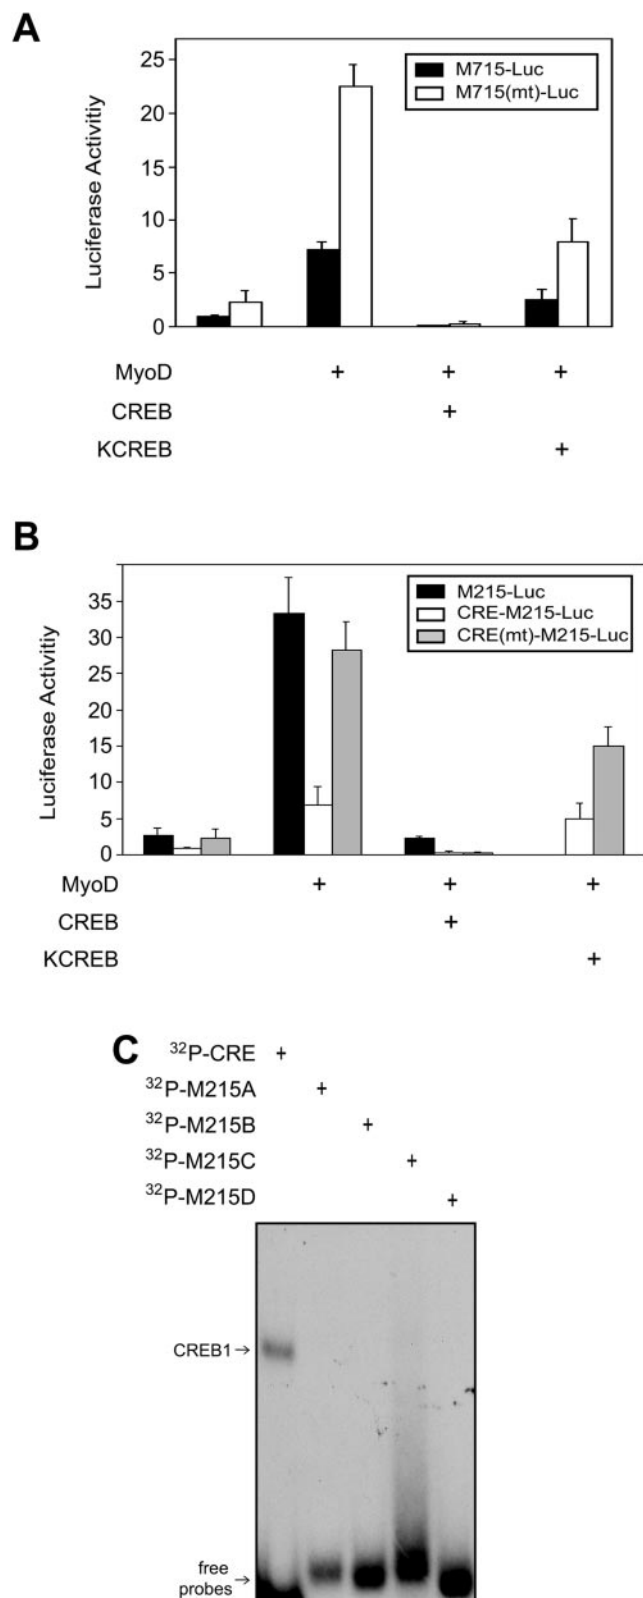 A
Luciferase Activitiy
25
20
15
10
5
0
M715-Luc
M715(mt)-Luc
MyoD + + +
CREB +
KCREB +
B
Luciferase Activitiy
35
30
25
20
15
10
5
0
M215-Luc
CRE-M215-Luc
CRE(mt)-M215-Luc
MyoD + + +
CREB +
KCREB +
C
³²P-CRE +
³²P-M215A +
³²P-M215B +
³²P-M215C +
³²P-M215D +
CREB1→
free
probes→